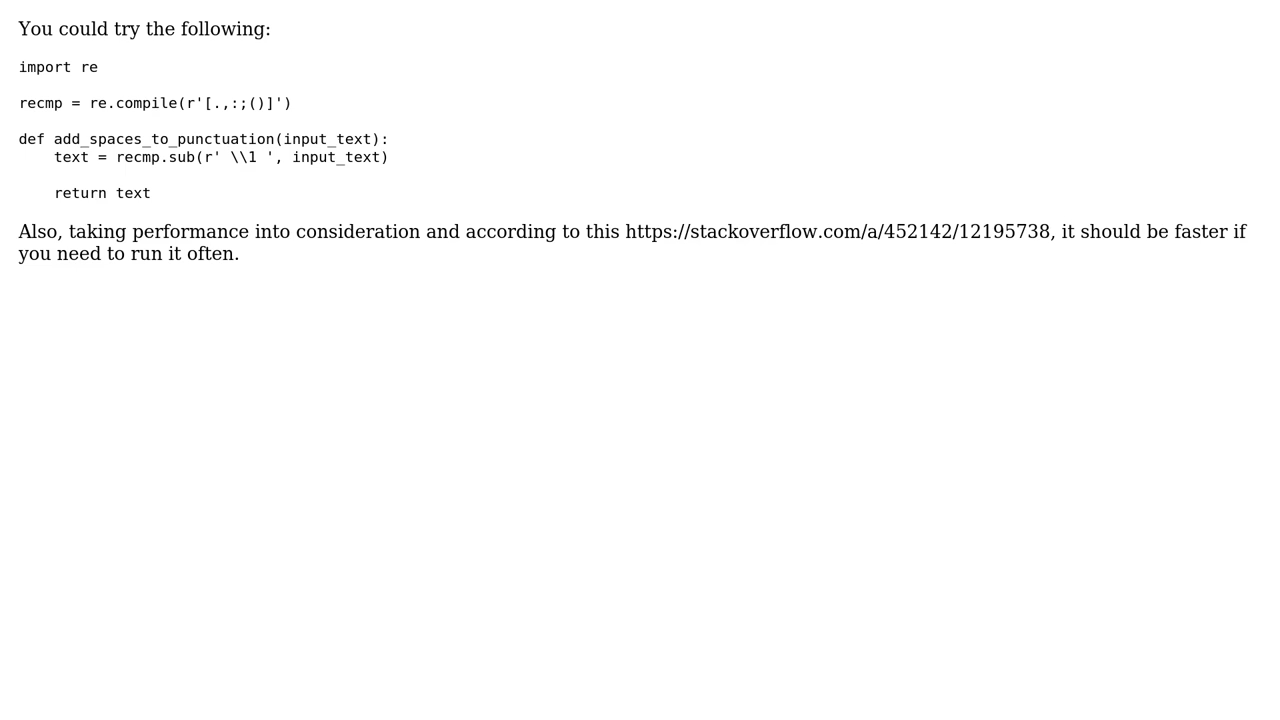 You could try the following:
import re
recmp = re.compile(r'[.,:;()]')
def add_spaces_to_punctuation(input_text):
    text = recmp.sub(r' \\1 ', input_text)
    return text
Also, taking performance into consideration and according to this https://stackoverflow.com/a/452142/12195738, it should be faster if
you need to run it often.